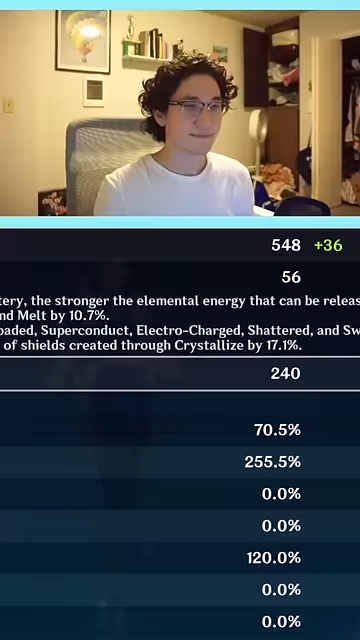 548 +36
56
tery, the stronger the elemental energy that can be releas
nd Melt by 10.7%.
oaded, Superconduct, Electro-Charged, Shattered, and Sw
of shields created through Crystallize by 17.1%.
240
70.5%
255.5%
0.0%
0.0%
120.0%
0.0%
0.0%